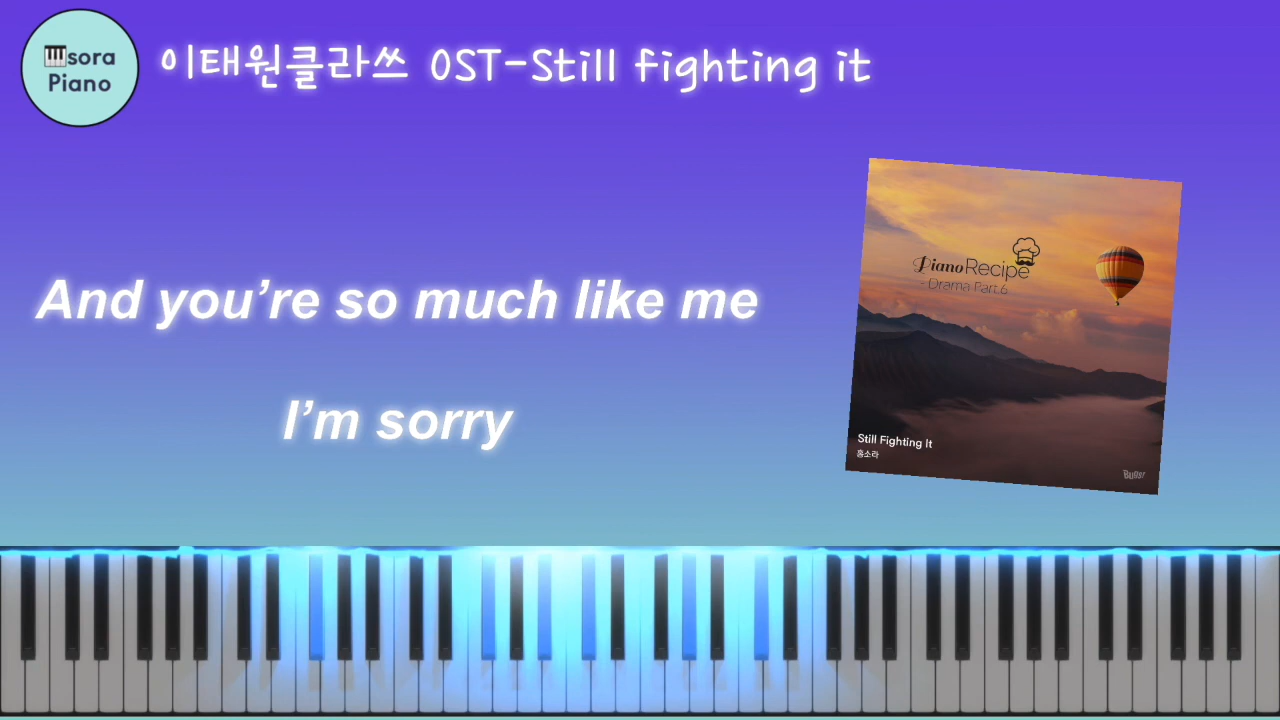 sora
Piano
이태원클라쓰 OST-Still fighting it
And you're so much like me
I'm sorry
Piano Recipe
- Drama Part.6
Still Fighting It
홍소라